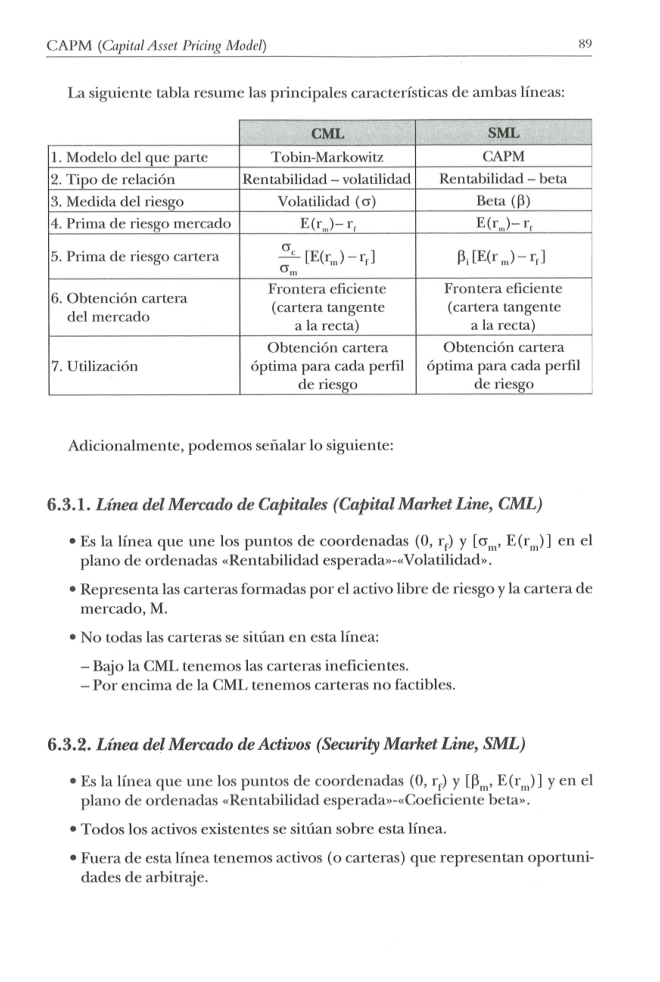 CAPM (Capital Asset Pricing Model) 89
La siguiente tabla resume las principales características de ambas líneas:
CML SML
1. Modelo del que parte Tobin-Markowitz CAPM
2. Tipo de relación Rentabilidad – volatilidad Rentabilidad – beta
3. Medida del riesgo Volatilidad (σ) Beta (β)
4. Prima de riesgo mercado E(r_m)– r_f E(r_m)– r_f
5. Prima de riesgo cartera σ_c/σ_m [E(r_m) – r_f] β_i [E(r_m) – r_f]
6. Obtención cartera
del mercado
Frontera eficiente
(cartera tangente
a la recta)
Frontera eficiente
(cartera tangente
a la recta)
7. Utilización
Obtención cartera
óptima para cada perfil
de riesgo
Obtención cartera
óptima para cada perfil
de riesgo
Adicionalmente, podemos señalar lo siguiente:
6.3.1. Línea del Mercado de Capitales (Capital Market Line, CML)
• Es la línea que une los puntos de coordenadas (0, r_f) y [σ_m, E(r_m)] en el
plano de ordenadas «Rentabilidad esperada»-«Volatilidad».
• Representa las carteras formadas por el activo libre de riesgo y la cartera de
mercado, M.
• No todas las carteras se sitúan en esta línea:
– Bajo la CML tenemos las carteras ineficientes.
– Por encima de la CML tenemos carteras no factibles.
6.3.2. Línea del Mercado de Activos (Security Market Line, SML)
• Es la línea que une los puntos de coordenadas (0, r_f) y [β_m, E(r_m)] y en el
plano de ordenadas «Rentabilidad esperada»-«Coeficiente beta».
• Todos los activos existentes se sitúan sobre esta línea.
• Fuera de esta línea tenemos activos (o carteras) que representan oportuni-
dades de arbitraje.